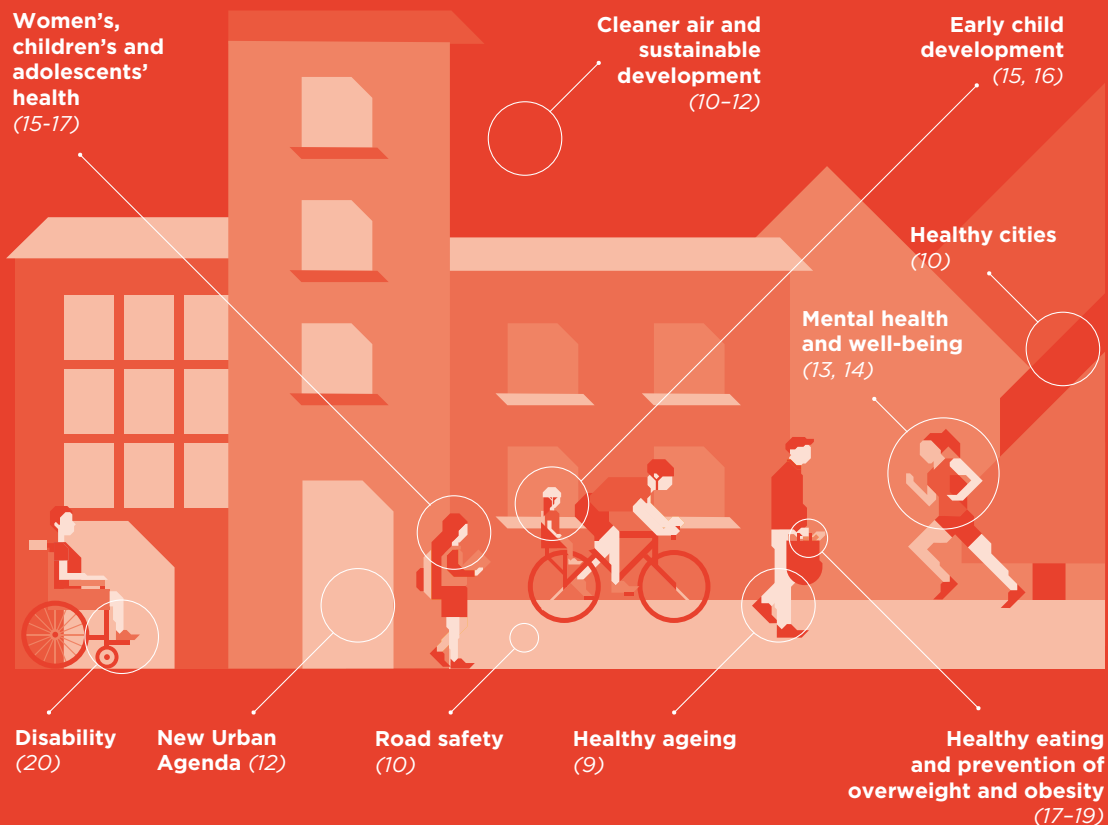 Women’s,
children’s and
adolescents’
health
(15-17)
Cleaner air and
sustainable
development
(10–12)
Early child
development
(15, 16)
Healthy cities
(10)
Mental health
and well-being
(13, 14)
Disability
(20)
New Urban
Agenda (12)
Road safety
(10)
Healthy ageing
(9)
Healthy eating
and prevention of
overweight and obesity
(17–19)